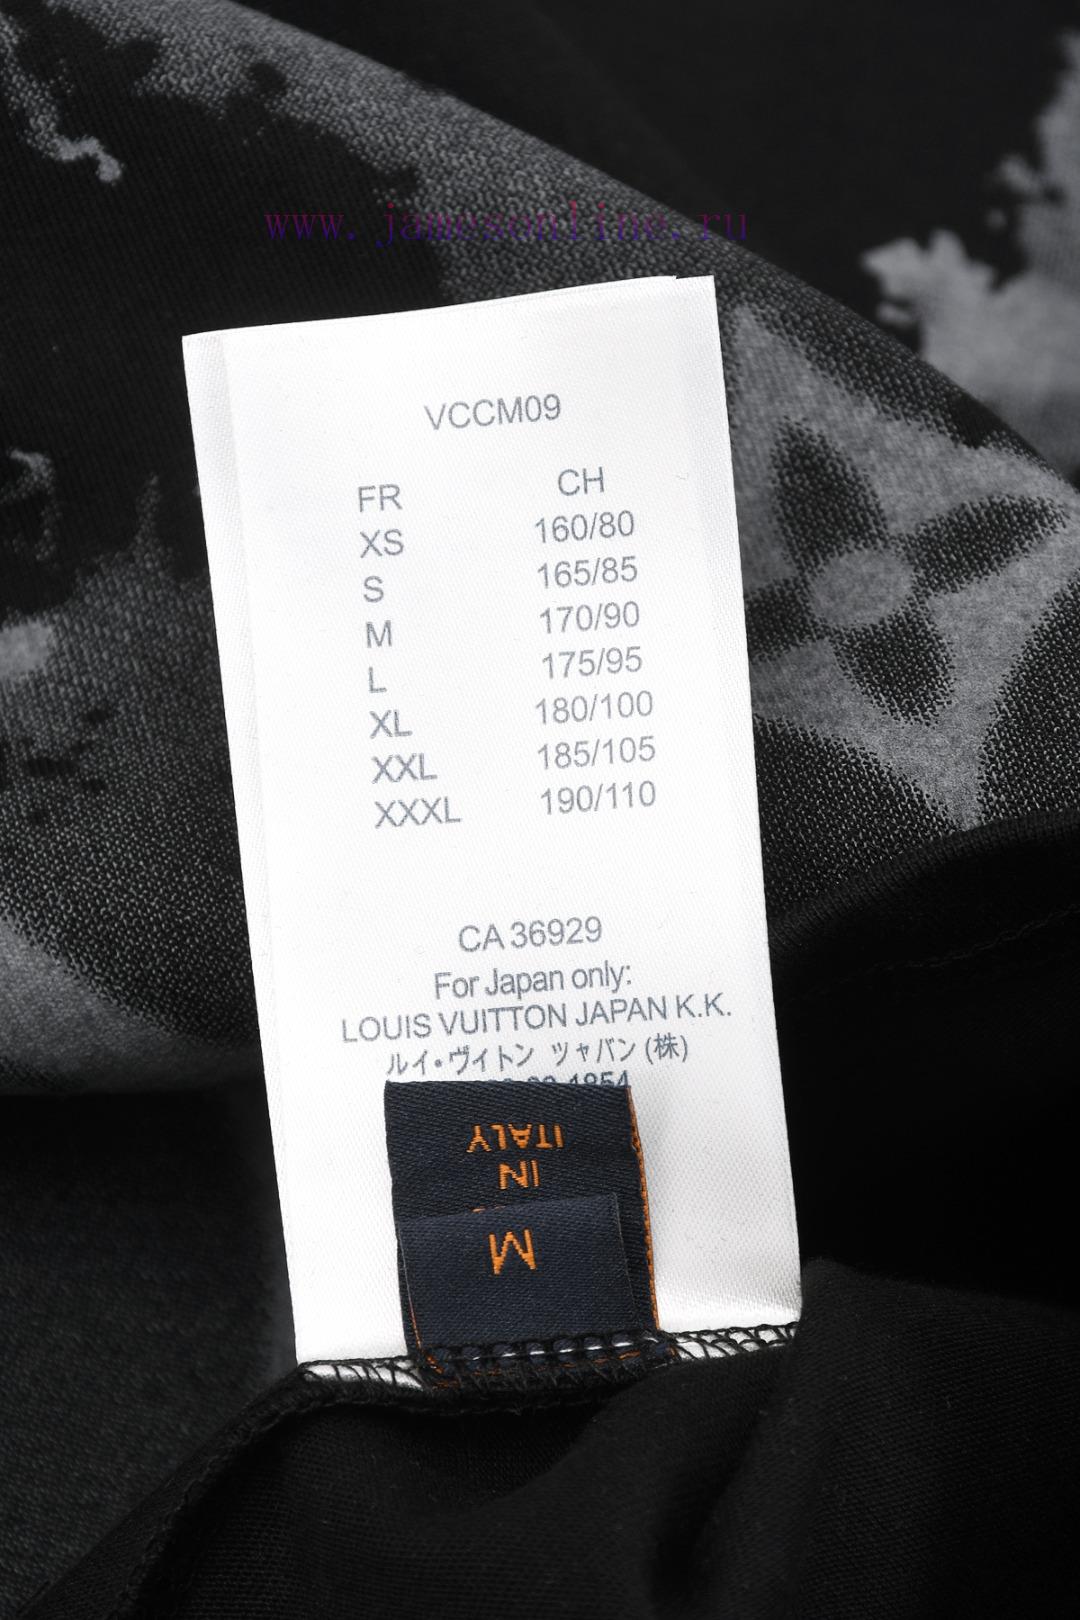 www.jamesonline.ru
VCCM09
FR CH
XS 160/80
S 165/85
M 170/90
L 175/95
XL 180/100
XXL 185/105
XXXL 190/110
CA 36929
For Japan only:
LOUIS VUITTON JAPAN K.K.
ルイ・ヴィトン ツャパン (株)
1854
ITALY
IN
M